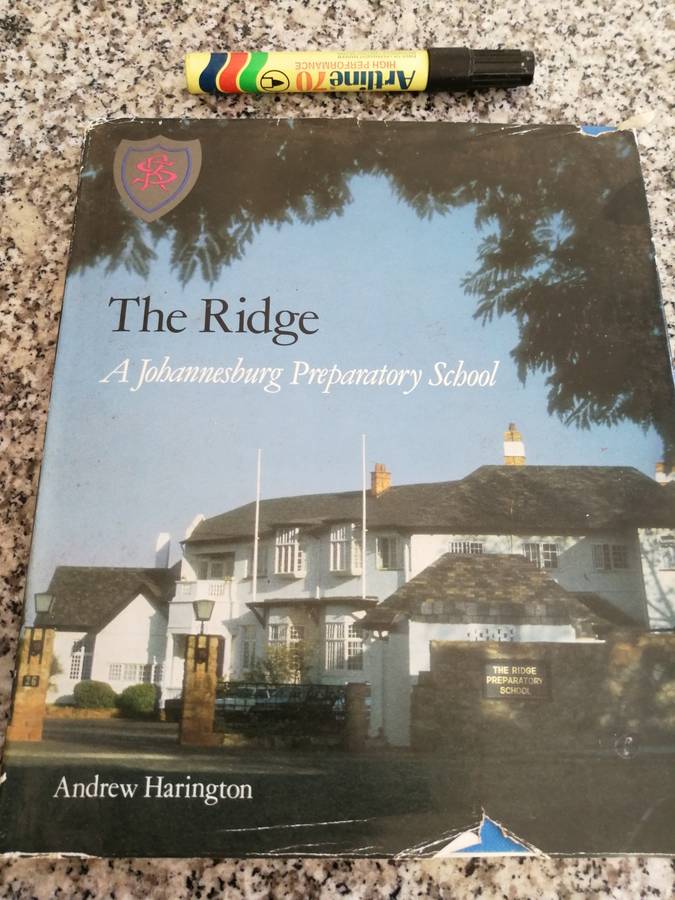 Artline 70
HIGH PERFORMANCE
The Ridge
A Johannesburg Preparatory School
THE RIDGE
PREPARATORY
SCHOOL
Andrew Harington